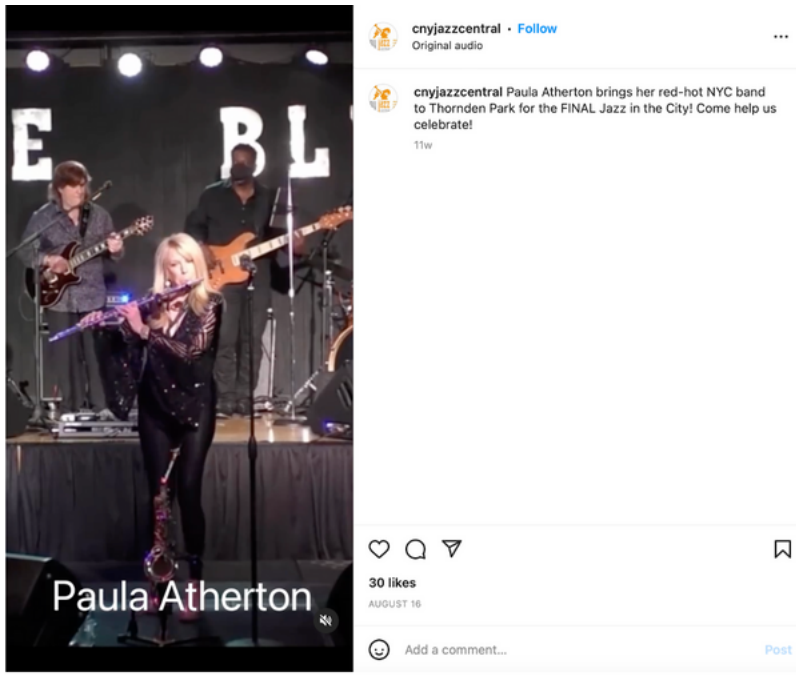 E BL
Paula Atherton
cnyjazzcentral • Follow
Original audio
cnyjazzcentral Paula Atherton brings her red-hot NYC band
to Thornden Park for the FINAL Jazz in the City! Come help us
celebrate!
11w
30 likes
AUGUST 16
Add a comment...
Post